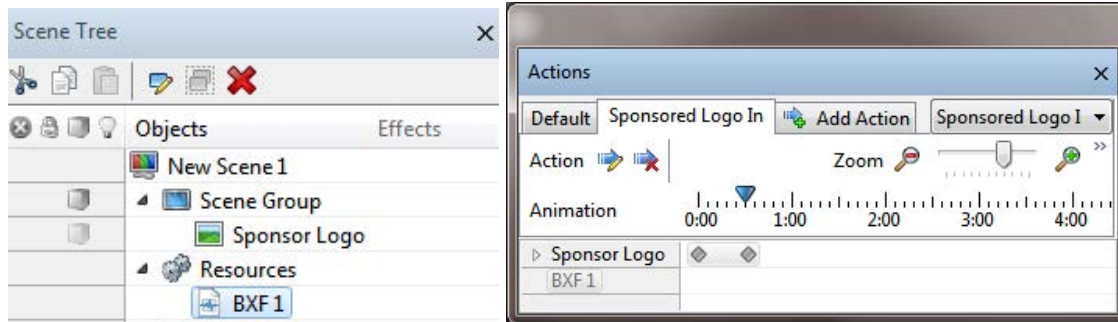 Scene Tree
Objects Effects
New Scene 1
Scene Group
Sponsor Logo
Resources
BXF 1
Actions
Default Sponsored Logo In Add Action Sponsored Logo I
Action Zoom
Animation 0:00 1:00 2:00 3:00 4:00
Sponsor Logo
BXF 1